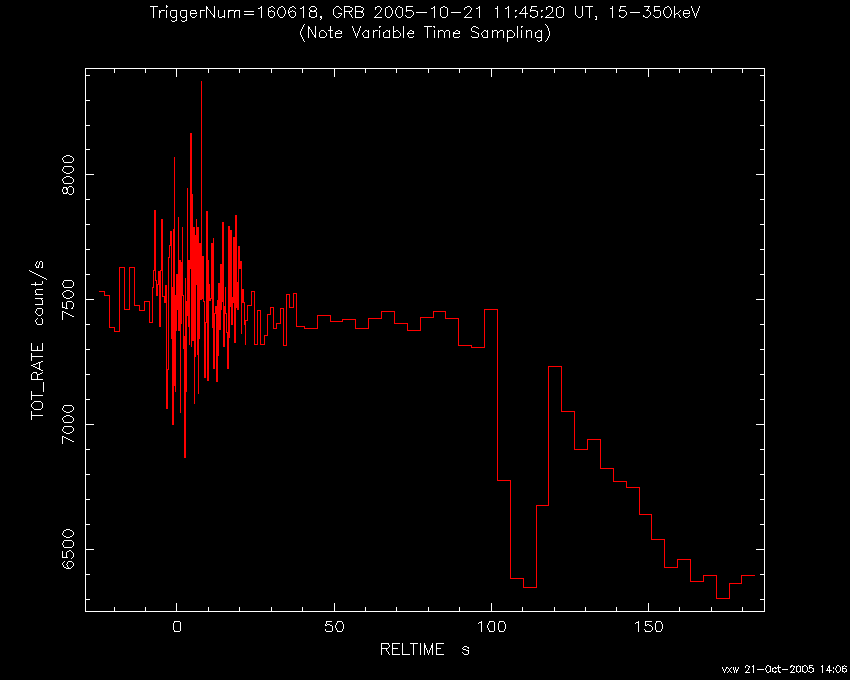 TriggerNum=160618, GRB 2005-10-21 11:45:20 UT, 15-350keV
(Note Variable Time Sampling)
TOT_RATE count/s
8000
7500
7000
6500
0 50 100 150
RELTIME s
vxw 21-Oct-2005 14:06